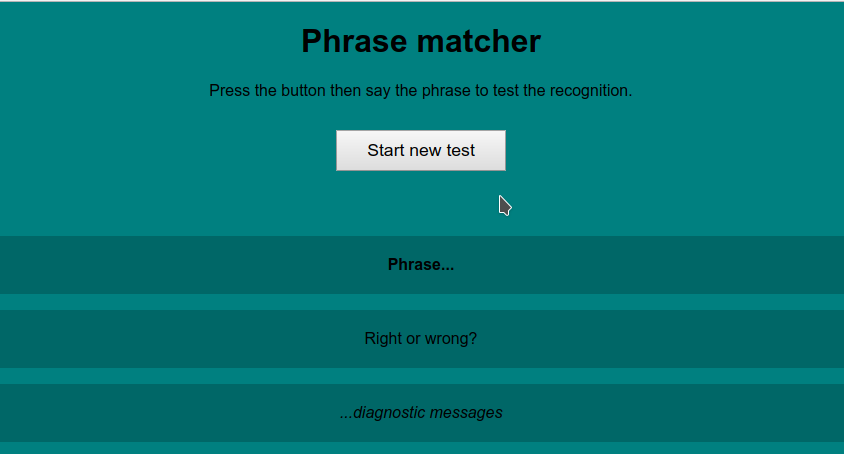 Phrase matcher
Press the button then say the phrase to test the recognition.
Start new test
Phrase...
Right or wrong?
...diagnostic messages